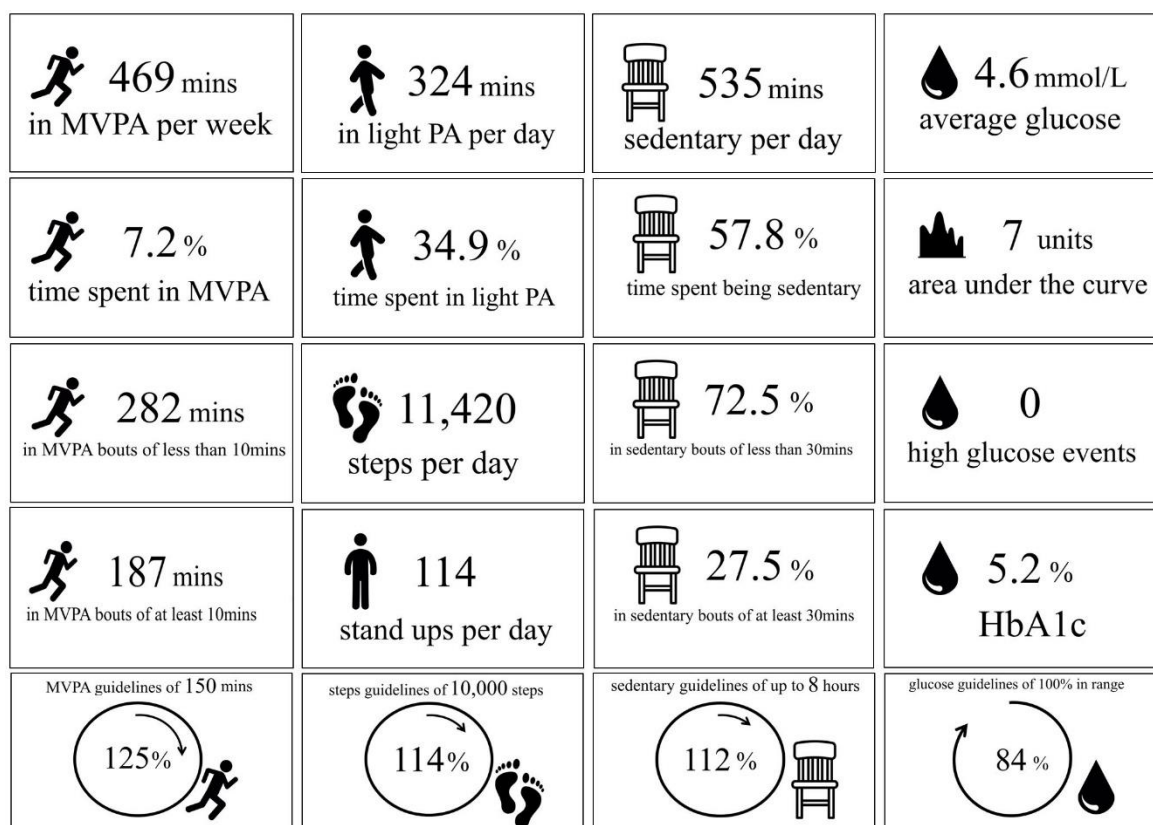 469 mins
in MVPA per week
324 mins
in light PA per day
535 mins
sedentary per day
4.6 mmol/L
average glucose
7.2 %
time spent in MVPA
34.9 %
time spent in light PA
57.8 %
time spent being sedentary
7 units
area under the curve
282 mins
in MVPA bouts of less than 10mins
11,420
steps per day
72.5 %
in sedentary bouts of less than 30mins
0
high glucose events
187 mins
in MVPA bouts of at least 10mins
114
stand ups per day
27.5 %
in sedentary bouts of at least 30mins
5.2 %
HbA1c
MVPA guidelines of 150 mins
125%
steps guidelines of 10,000 steps
114%
sedentary guidelines of up to 8 hours
112 %
glucose guidelines of 100% in range
84 %